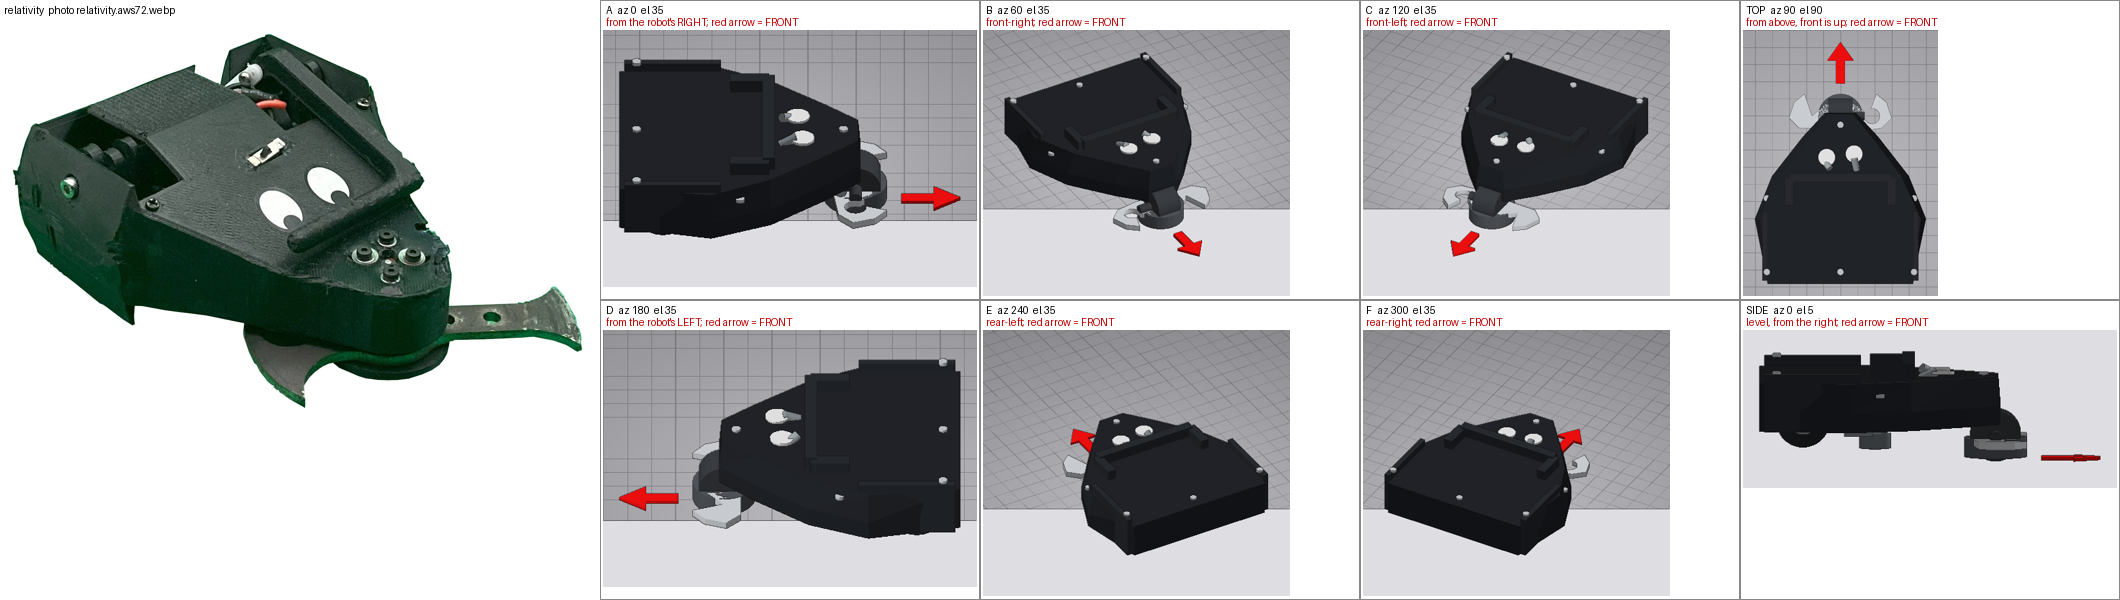 relativity photo relativity.aws72.webp
A az 0 el 35
from the robot's RIGHT; red arrow = FRONT
B az 60 el 35
front-right; red arrow = FRONT
C az 120 el 35
front-left; red arrow = FRONT
TOP az 90 el 90
from above, front is up; red arrow = FRONT
D az 180 el 35
from the robot's LEFT; red arrow = FRONT
E az 240 el 35
rear-left; red arrow = FRONT
F az 300 el 35
rear-right; red arrow = FRONT
SIDE az 0 el 5
level, from the right; red arrow = FRONT